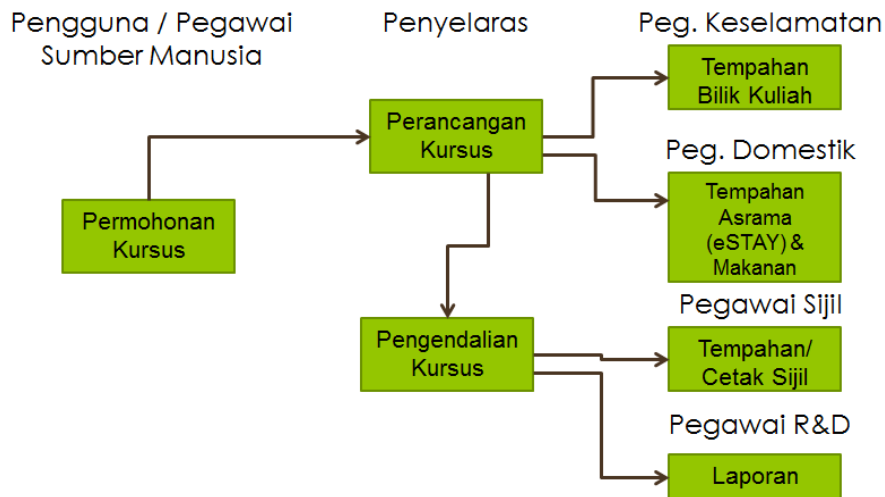 Pengguna / Pegawai
Sumber Manusia
Penyelaras
Peg. Keselamatan
Tempahan
Bilik Kuliah
Perancangan
Kursus
Peg. Domestik
Tempahan
Asrama
(eSTAY) &
Makanan
Permohonan
Kursus
Pegawai Sijil
Pengendalian
Kursus
Tempahan/
Cetak Sijil
Pegawai R&D
Laporan